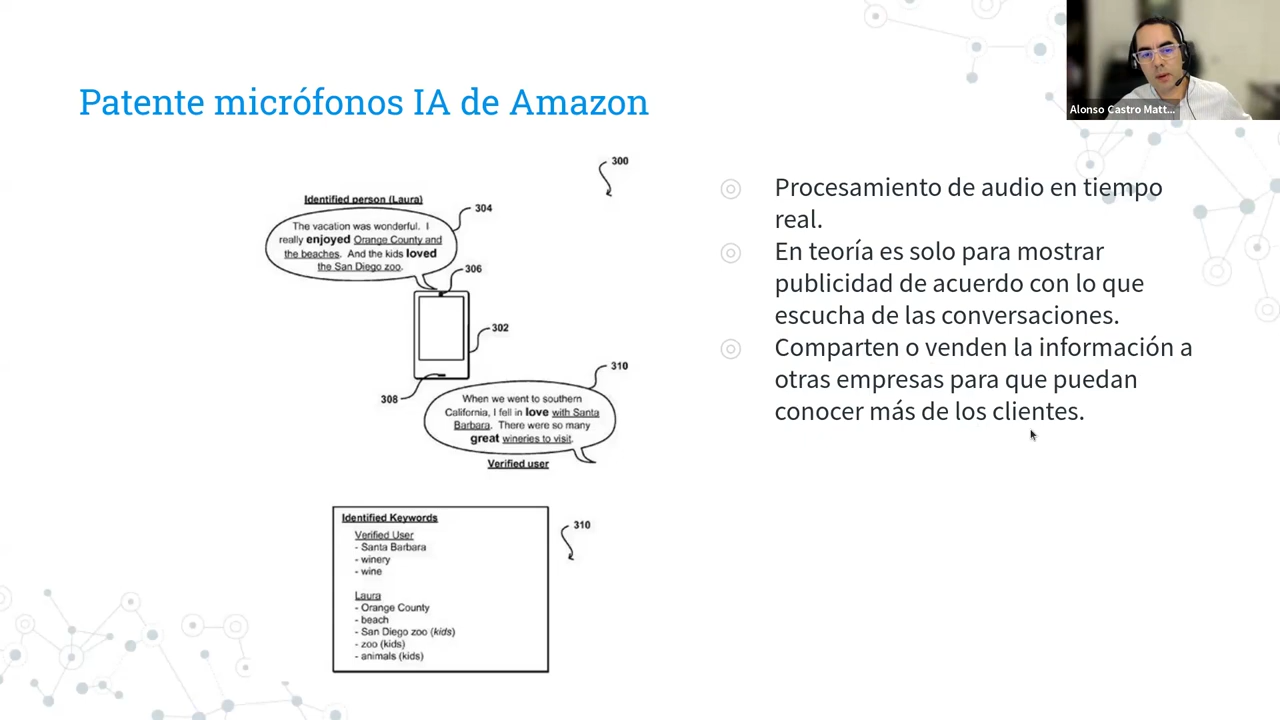 Alonso Castro Matt...
Patente micrófonos IA de Amazon
300
Identified person (Laura)
304
The vacation was wonderful. I
really enjoyed Orange County and
the beaches. And the kids loved
the San Diego zoo.
306
302
310
308
When we went to southern
California, I fell in love with Santa
Barbara. There were so many
great wineries to visit.
Verified user
Identified Keywords
310
Verified User
- Santa Barbara
- winery
- wine
Laura
- Orange County
- beach
- San Diego zoo (kids)
- zoo (kids)
- animals (kids)
Procesamiento de audio en tiempo
real.
En teoría es solo para mostrar
publicidad de acuerdo con lo que
escucha de las conversaciones.
Comparten o venden la información a
otras empresas para que puedan
conocer más de los clientes.